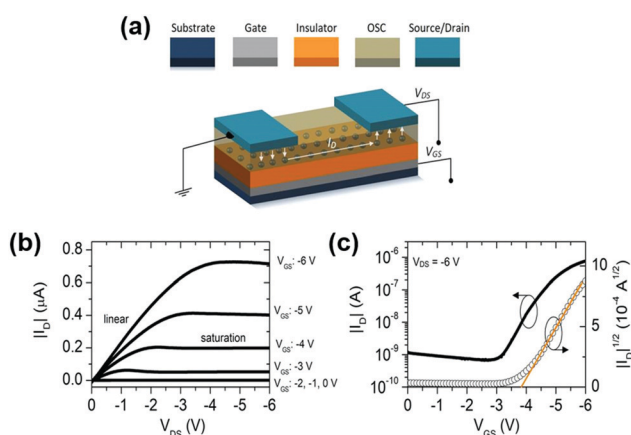 (a)
Substrate Gate Insulator OSC Source/Drain
V_DS
I_D
V_GS
(b)
0.8
0.6
0.4
0.2
0.0
|I_D| (μA)
linear
saturation
V_GS: -6 V
V_GS: -5 V
V_GS: -4 V
V_GS: -3 V
V_GS: -2, -1, 0 V
0 -1 -2 -3 -4 -5 -6
V_DS (V)
(c)
V_DS = -6 V
10^-6
10^-7
10^-8
10^-9
10^-10
|I_D| (A)
10
5
0
|I_D|^1/2 (10^-4 A^1/2)
0 -1 -2 -3 -4 -5 -6
V_GS (V)